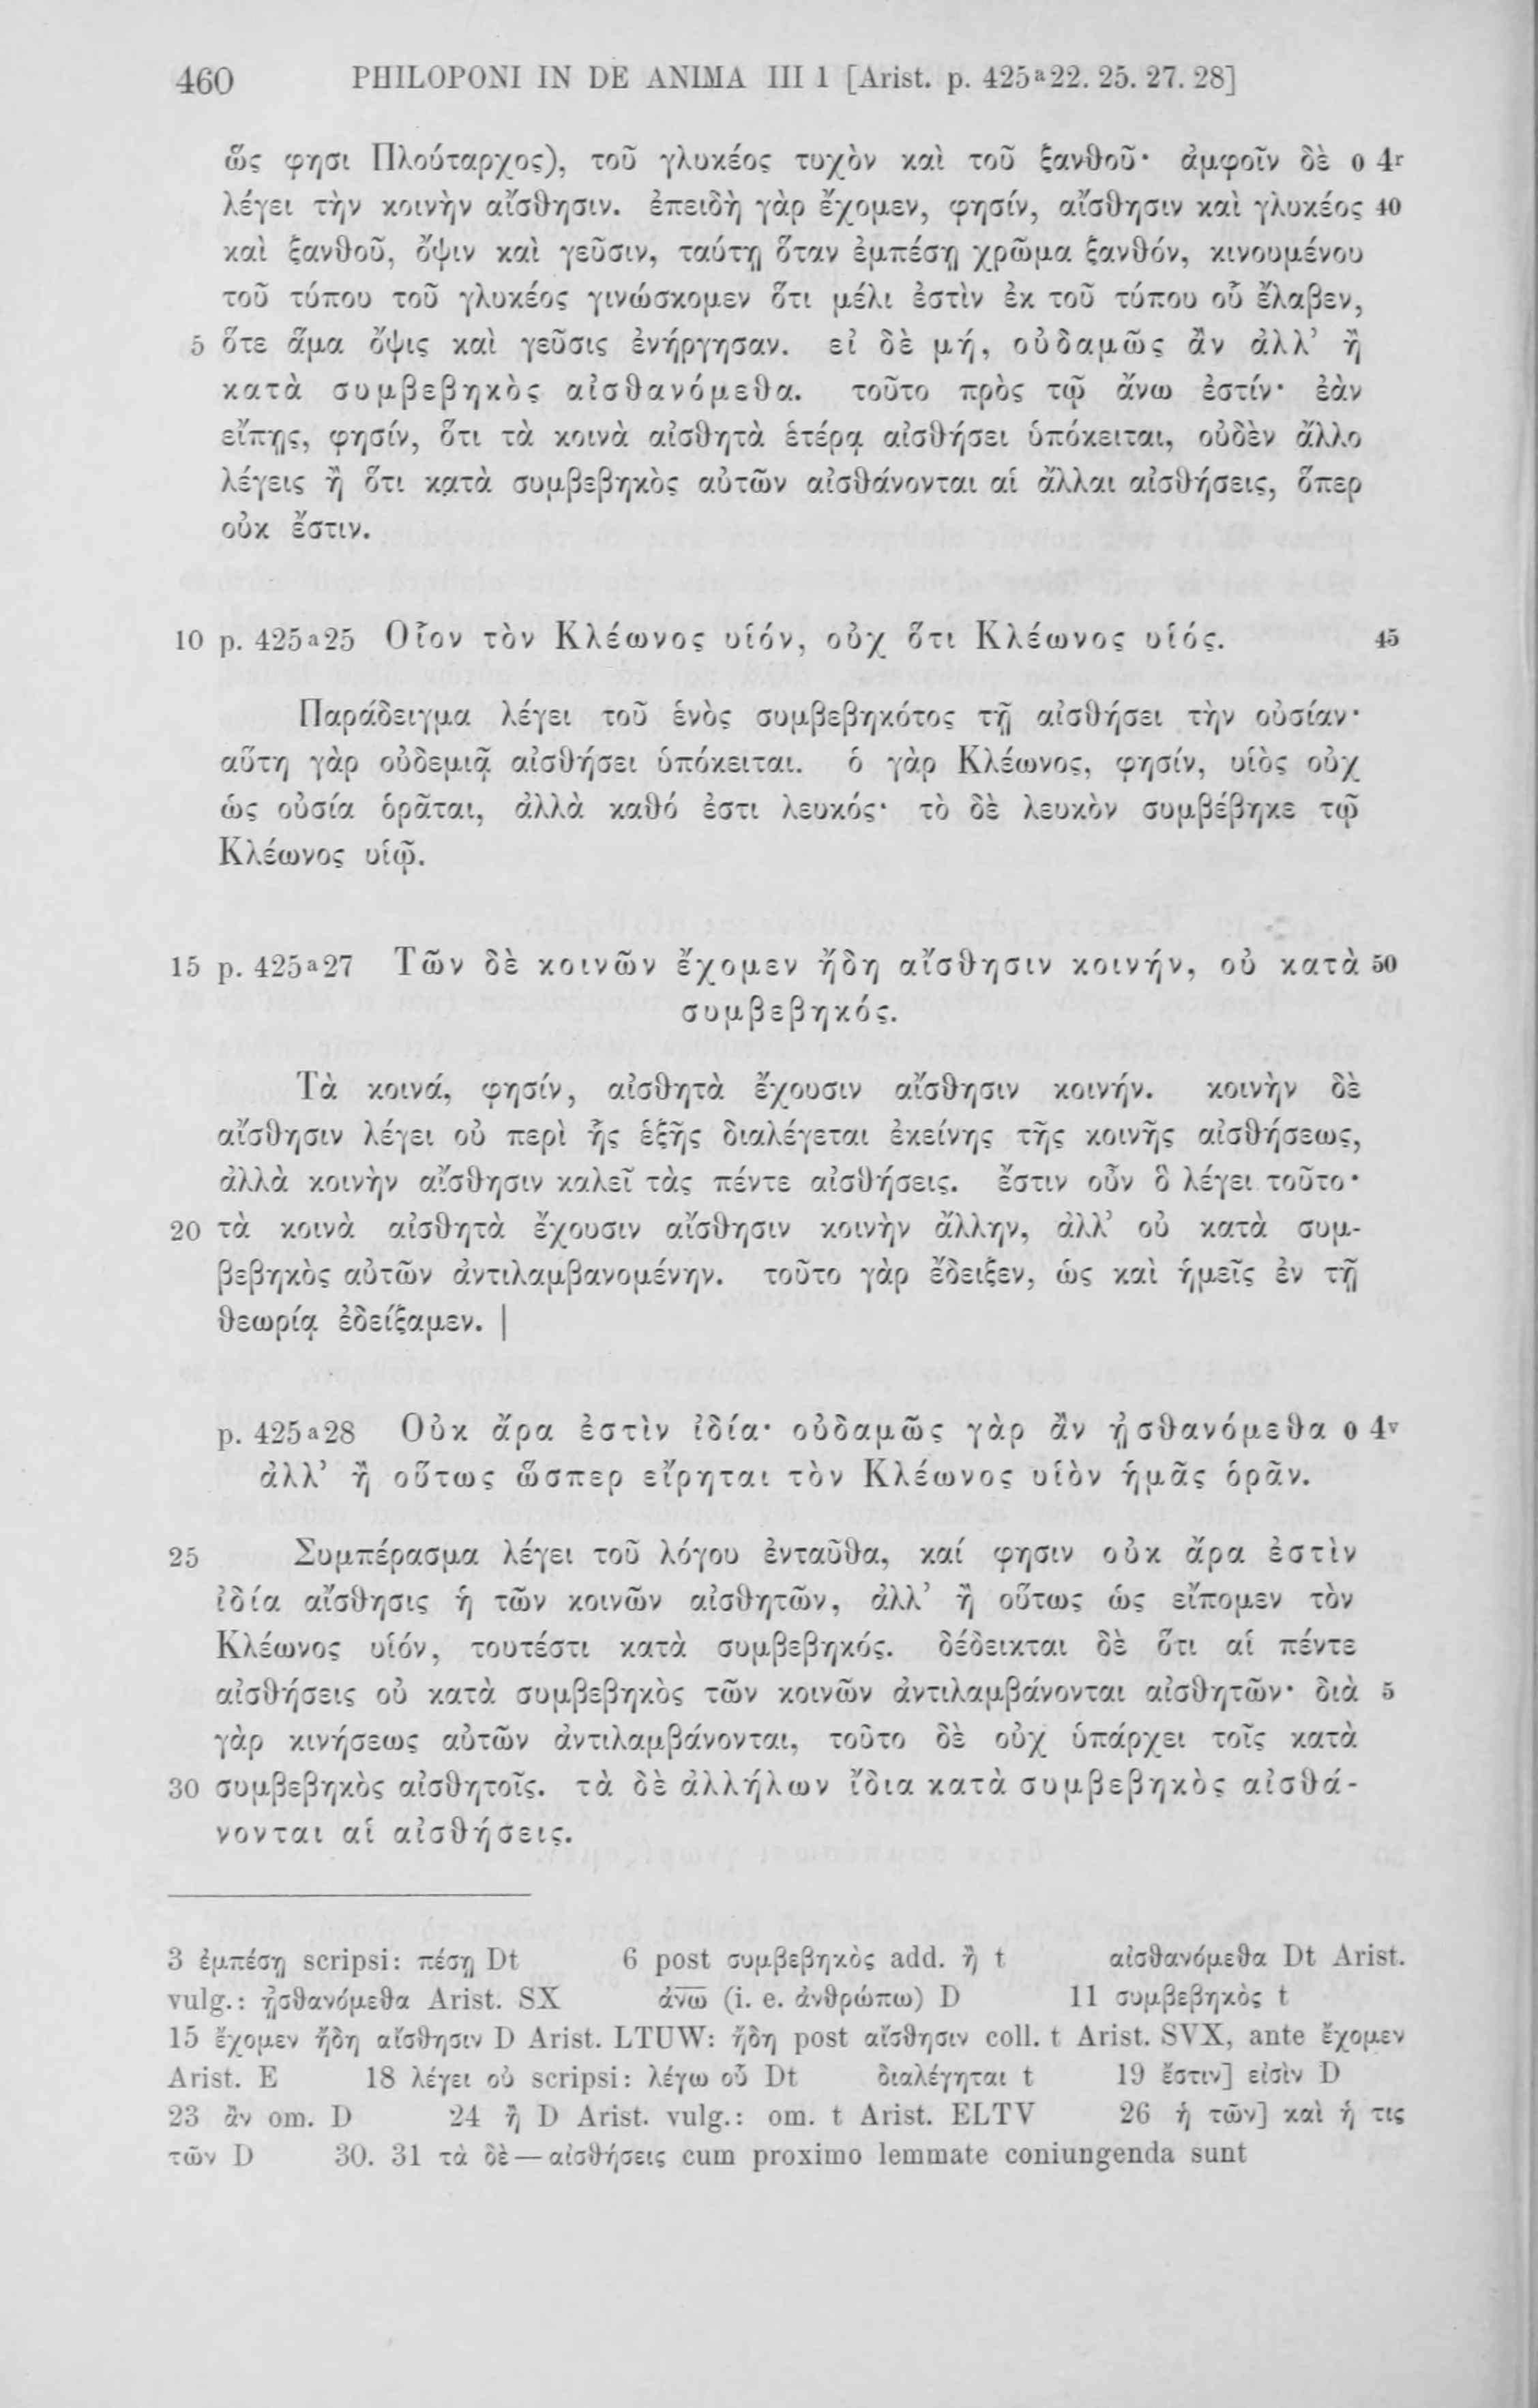 460 PHILOPONI IN DE ANIMA III 1 [Arist. p. 425ª22. 25. 27. 28]
ὥς φησι Πλούταρχος), τοῦ γλυκέος τυχὸν καὶ τοῦ ξανθοῦ· ἀμφοῖν δὲ ο 4r
λέγει τὴν κοινὴν αἴσθησιν. ἐπειδὴ γὰρ ἔχομεν, φησίν, αἴσθησιν καὶ γλυκέος 40
καὶ ξανθοῦ, ὄψιν καὶ γεῦσιν, ταύτῃ ὅταν ἐμπέσῃ χρῶμα ξανθόν, κινουμένου
τοῦ τύπου τοῦ γλυκέος γινώσκομεν ὅτι μέλι ἐστὶν ἐκ τοῦ τύπου οὗ ἔλαβεν,
5 ὅτε ἅμα ὄψις καὶ γεῦσις ἐνήργησαν. εἰ δὲ μή, οὐδαμῶς ἂν ἀλλ’ ἢ
κατὰ συμβεβηκὸς αἰσθανόμεθα. τοῦτο πρὸς τῷ ἄνω ἐστίν· ἐὰν
εἴπῃς, φησίν, ὅτι τὰ κοινὰ αἰσθητὰ ἑτέρᾳ αἰσθήσει ὑπόκειται, οὐδὲν ἄλλο
λέγεις ἢ ὅτι κατὰ συμβεβηκὸς αὐτῶν αἰσθάνονται αἱ ἄλλαι αἰσθήσεις, ὅπερ
οὐκ ἔστιν.
10 p. 425ª25 Οἷον τὸν Κλέωνος υἱόν, οὐχ ὅτι Κλέωνος υἱός. 45
Παράδειγμα λέγει τοῦ ἑνὸς συμβεβηκότος τῇ αἰσθήσει τὴν οὐσίαν·
αὕτη γὰρ οὐδεμιᾷ αἰσθήσει ὑπόκειται. ὁ γὰρ Κλέωνος, φησίν, υἱὸς οὐχ
ὡς οὐσία ὁρᾶται, ἀλλὰ καθό ἐστι λευκός· τὸ δὲ λευκὸν συμβέβηκε τῷ
Κλέωνος υἱῷ.
15 p. 425ª27 Τῶν δὲ κοινῶν ἔχομεν ἤδη αἴσθησιν κοινήν, οὐ κατὰ 50
συμβεβηκός.
Τὰ κοινά, φησίν, αἰσθητὰ ἔχουσιν αἴσθησιν κοινήν. κοινὴν δὲ
αἴσθησιν λέγει οὐ περὶ ἧς ἑξῆς διαλέγεται ἐκείνης τῆς κοινῆς αἰσθήσεως,
ἀλλὰ κοινὴν αἴσθησιν καλεῖ τὰς πέντε αἰσθήσεις. ἔστιν οὖν ὃ λέγει τοῦτο·
20 τὰ κοινὰ αἰσθητὰ ἔχουσιν αἴσθησιν κοινὴν ἄλλην, ἀλλ’ οὐ κατὰ συμ-
βεβηκὸς αὐτῶν ἀντιλαμβανομένην. τοῦτο γὰρ ἔδειξεν, ὡς καὶ ἡμεῖς ἐν τῇ
θεωρίᾳ ἐδείξαμεν. |
p. 425ª28 Οὐκ ἄρα ἐστὶν ἰδία· οὐδαμῶς γὰρ ἂν ᾐσθανόμεθα ο 4v
ἀλλ’ ἢ οὕτως ὥσπερ εἴρηται τὸν Κλέωνος υἱὸν ἡμᾶς ὁρᾶν.
25 Συμπέρασμα λέγει τοῦ λόγου ἐνταῦθα, καί φησιν οὐκ ἄρα ἐστὶν
ἰδία αἴσθησις ἡ τῶν κοινῶν αἰσθητῶν, ἀλλ’ ἢ οὕτως ὡς εἴπομεν τὸν
Κλέωνος υἱόν, τουτέστι κατὰ συμβεβηκός. δέδεικται δὲ ὅτι αἱ πέντε
αἰσθήσεις οὐ κατὰ συμβεβηκὸς τῶν κοινῶν ἀντιλαμβάνονται αἰσθητῶν· διὰ 5
γὰρ κινήσεως αὐτῶν ἀντιλαμβάνονται, τοῦτο δὲ οὐχ ὑπάρχει τοῖς κατὰ
30 συμβεβηκὸς αἰσθητοῖς. τὰ δὲ ἀλλήλων ἴδια κατὰ συμβεβηκὸς αἰσθά-
νονται αἱ αἰσθήσεις.
3 ἐμπέσῃ scripsi: πέσῃ Dt 6 post συμβεβηκὸς add. ἢ t αἰσθανόμεθα Dt Arist.
vulg.: ᾐσθανόμεθα Arist. SX ἀνω (i. e. ἀνθρώπω) D 11 συμβεβηκὸς t
15 ἔχομεν ἤδη αἴσθησιν D Arist. LTUW: ἤδη post αἴσθησιν coll. t Arist. SVX, ante ἔχομεν
Arist. E 18 λέγει οὐ scripsi: λέγω οὗ Dt διαλέγηται t 19 ἔστιν] εἰσὶν D
23 ἂν om. D 24 ἢ D Arist. vulg.: om. t Arist. ELTV 26 ἡ τῶν] καὶ ἡ τις
τῶν D 30. 31 τὰ δὲ — αἰσθήσεις cum proximo lemmate coniungenda sunt